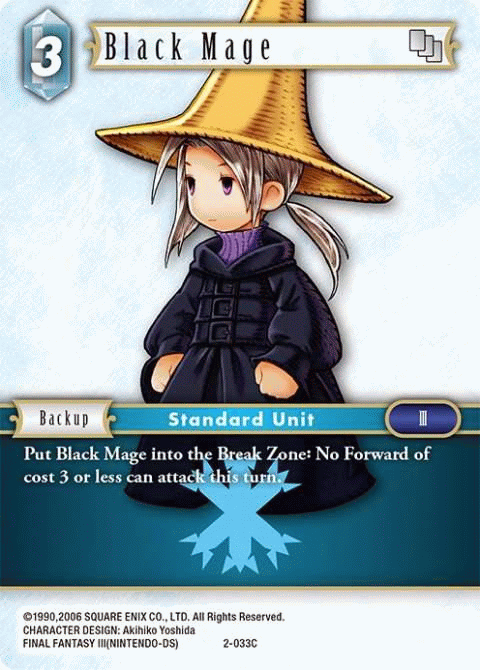 3
Black Mage
Backup
Standard Unit
III
Put Black Mage into the Break Zone: No Forward of
cost 3 or less can attack this turn.
©1990,2006 SQUARE ENIX CO., LTD. All Rights Reserved.
CHARACTER DESIGN: Akihiko Yoshida
FINAL FANTASY III(NINTENDO-DS)
2-033C